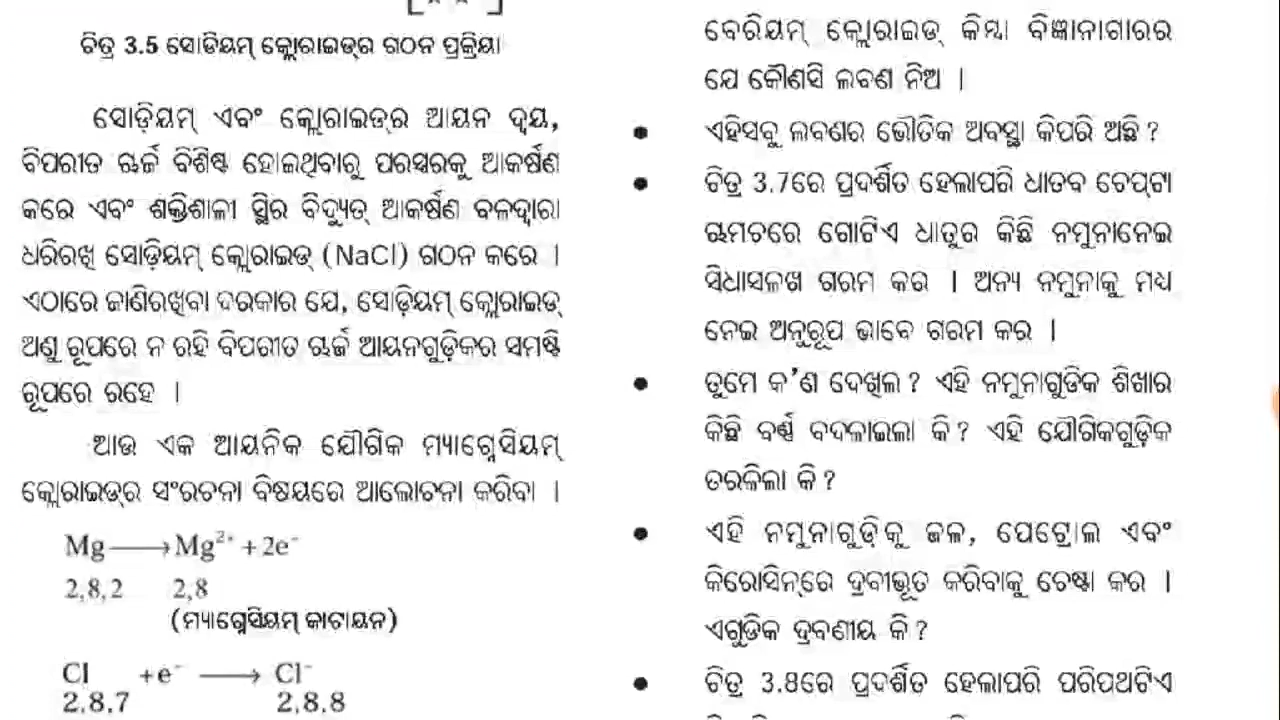 ଚିତ୍ର 3.5 ସୋଡିୟମ୍ କ୍ଲୋରାଇଡ୍‌ର ଗଠନ ପ୍ରକ୍ରିୟା
ସୋଡ଼ିୟମ୍ ଏବଂ କ୍ଲୋରାଇଡ୍‌ର ଆୟନ ଦ୍ୱୟ,
ବିପରୀତ ଋର୍ଜ ବିଶିଷ୍ଟ ହୋଇଥିବାରୁ ପରସ୍ପରକୁ ଆକର୍ଷଣ
କରେ ଏବଂ ଶକ୍ତିଶାଳୀ ସ୍ଥିର ବିଦ୍ୟୁତ୍ ଆକର୍ଷଣ ବଳଦ୍ୱାରା
ଧରିରଖି ସୋଡ଼ିୟମ୍ କ୍ଲୋରାଇଡ୍ (NaCl) ଗଠନ କରେ ।
ଏଠାରେ ଜାଣିରଖିବା ଦରକାର ଯେ, ସୋଡ଼ିୟମ୍ କ୍ଲୋରାଇଡ୍
ଅଣୁ ରୂପରେ ନ ରହି ବିପରୀତ ଋର୍ଜ ଆୟନଗୁଡ଼ିକର ସମଷ୍ଟି
ରୂପରେ ରହେ ।
ଆଉ ଏକ ଆୟନିକ ଯୌଗିକ ମ୍ୟାଗ୍ନେସିୟମ୍
କ୍ଲୋରାଇଡ୍‌ର ସଂରଚନା ବିଷୟରେ ଆଲୋଚନା କରିବା ।
Mg ⟶ Mg²⁺ + 2e⁻
2,8,2 2,8
(ମ୍ୟାଗ୍ନେସିୟମ୍ କାଟାୟନ)
Cl +e⁻ ⟶ Cl⁻
2,8,7 2,8,8
ବେରିୟମ୍ କ୍ଲୋରାଇଡ୍ କିମ୍ବା ବିଜ୍ଞାନାଗାରର
ଯେ କୌଣସି ଲବଣ ନିଅ ।
• ଏହିସବୁ ଲବଣର ଭୌତିକ ଅବସ୍ଥା କିପରି ଅଛି ?
• ଚିତ୍ର 3.7ରେ ପ୍ରଦର୍ଶିତ ହେଲାପରି ଧାତବ ଚେପ୍‌ଟା
ଋମଚରେ ଗୋଟିଏ ଧାତୁର କିଛି ନମୁନାନେଇ
ସିଧାସଳଖ ଗରମ କର । ଅନ୍ୟ ନମୁନାକୁ ମଧ୍ୟ
ନେଇ ଅନୁରୂପ ଭାବେ ଗରମ କର ।
• ତୁମେ କ’ଣ ଦେଖିଲ ? ଏହି ନମୁନାଗୁଡିକ ଶିଖାର
କିଛି ବର୍ଣ୍ଣ ବଦଳାଇଲା କି ? ଏହି ଯୌଗିକଗୁଡ଼ିକ
ତରଳିଲା କି ?
• ଏହି ନମୁନାଗୁଡ଼ିକୁ ଜଳ, ପେଟ୍ରୋଲ ଏବଂ
କିରୋସିନ୍‌ରେ ଦ୍ରବୀଭୂତ କରିବାକୁ ଚେଷ୍ଟା କର ।
ଏଗୁଡିକ ଦ୍ରବଣୀୟ କି ?
• ଚିତ୍ର 3.8ରେ ପ୍ରଦର୍ଶିତ ହେଲାପରି ପରିପଥଟିଏ